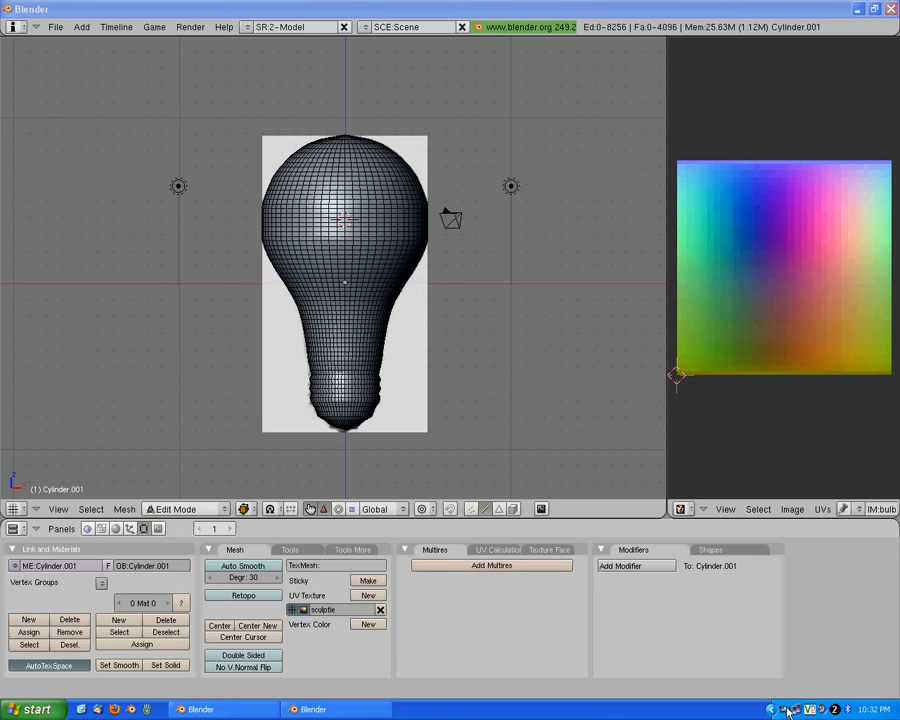 Blender
File Add Timeline Game Render Help SR:2-Model SCE:Scene www.blender.org 249.2 Ed:0-8256 | Fa:0-4096 | Mem:25.63M (1.12M) Cylinder.001
z
x
(1) Cylinder.001
View Select Mesh Edit Mode Global View Select Image UVs IM:bulb
Panels 1
Link and Materials Mesh Tools Tools More Multires UV Calculation Texture Face Modifiers Shapes
ME:Cylinder.001 F OB:Cylinder.001 Auto Smooth TexMesh: Add Multires Add Modifier To: Cylinder.001
Vertex Groups Degr: 30 Sticky Make
Retopo UV Texture New
0 Mat 0 ? sculptie
New Delete New Delete Center Center New Vertex Color New
Assign Remove Select Deselect Center Cursor
Select Desel. Assign
Double Sided
AutoTexSpace Set Smooth Set Solid No V.Normal Flip
start Blender Blender 2 10:32 PM